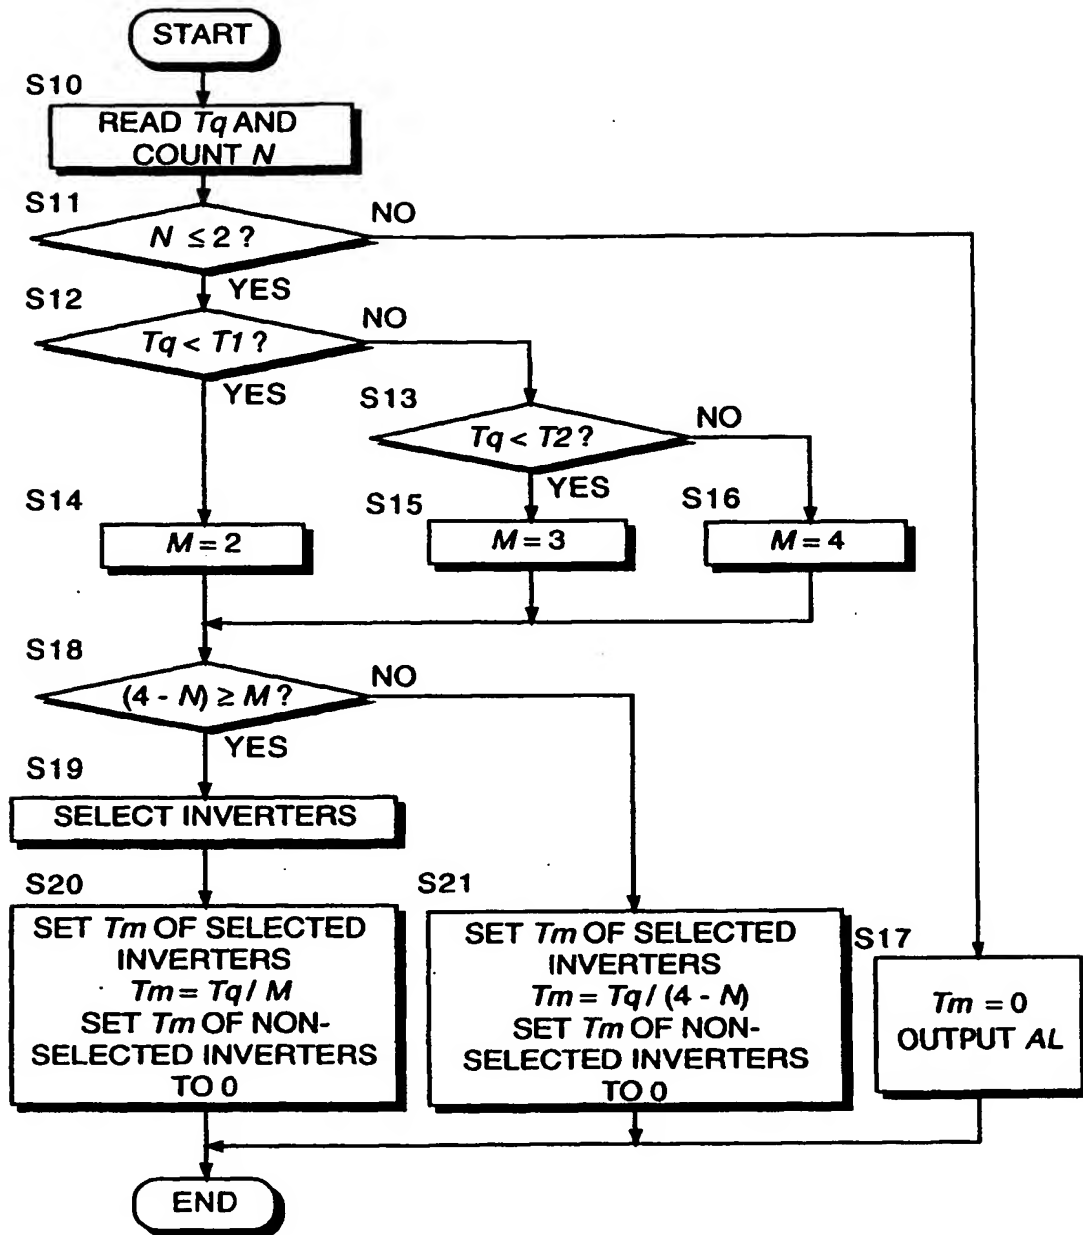 START
S10
READ Tq AND
COUNT N
S11
N ≤ 2 ?
NO
YES
S12
Tq < T1 ?
NO
YES
S13
Tq < T2 ?
NO
YES
S14
M = 2
S15
M = 3
S16
M = 4
S18
(4 - N) ≥ M ?
NO
YES
S19
SELECT INVERTERS
S20
SET Tm OF SELECTED
INVERTERS
Tm = Tq / M
SET Tm OF NON-
SELECTED INVERTERS
TO 0
S21
SET Tm OF SELECTED
INVERTERS
Tm = Tq / (4 - N)
SET Tm OF NON-
SELECTED INVERTERS
TO 0
S17
Tm = 0
OUTPUT AL
END